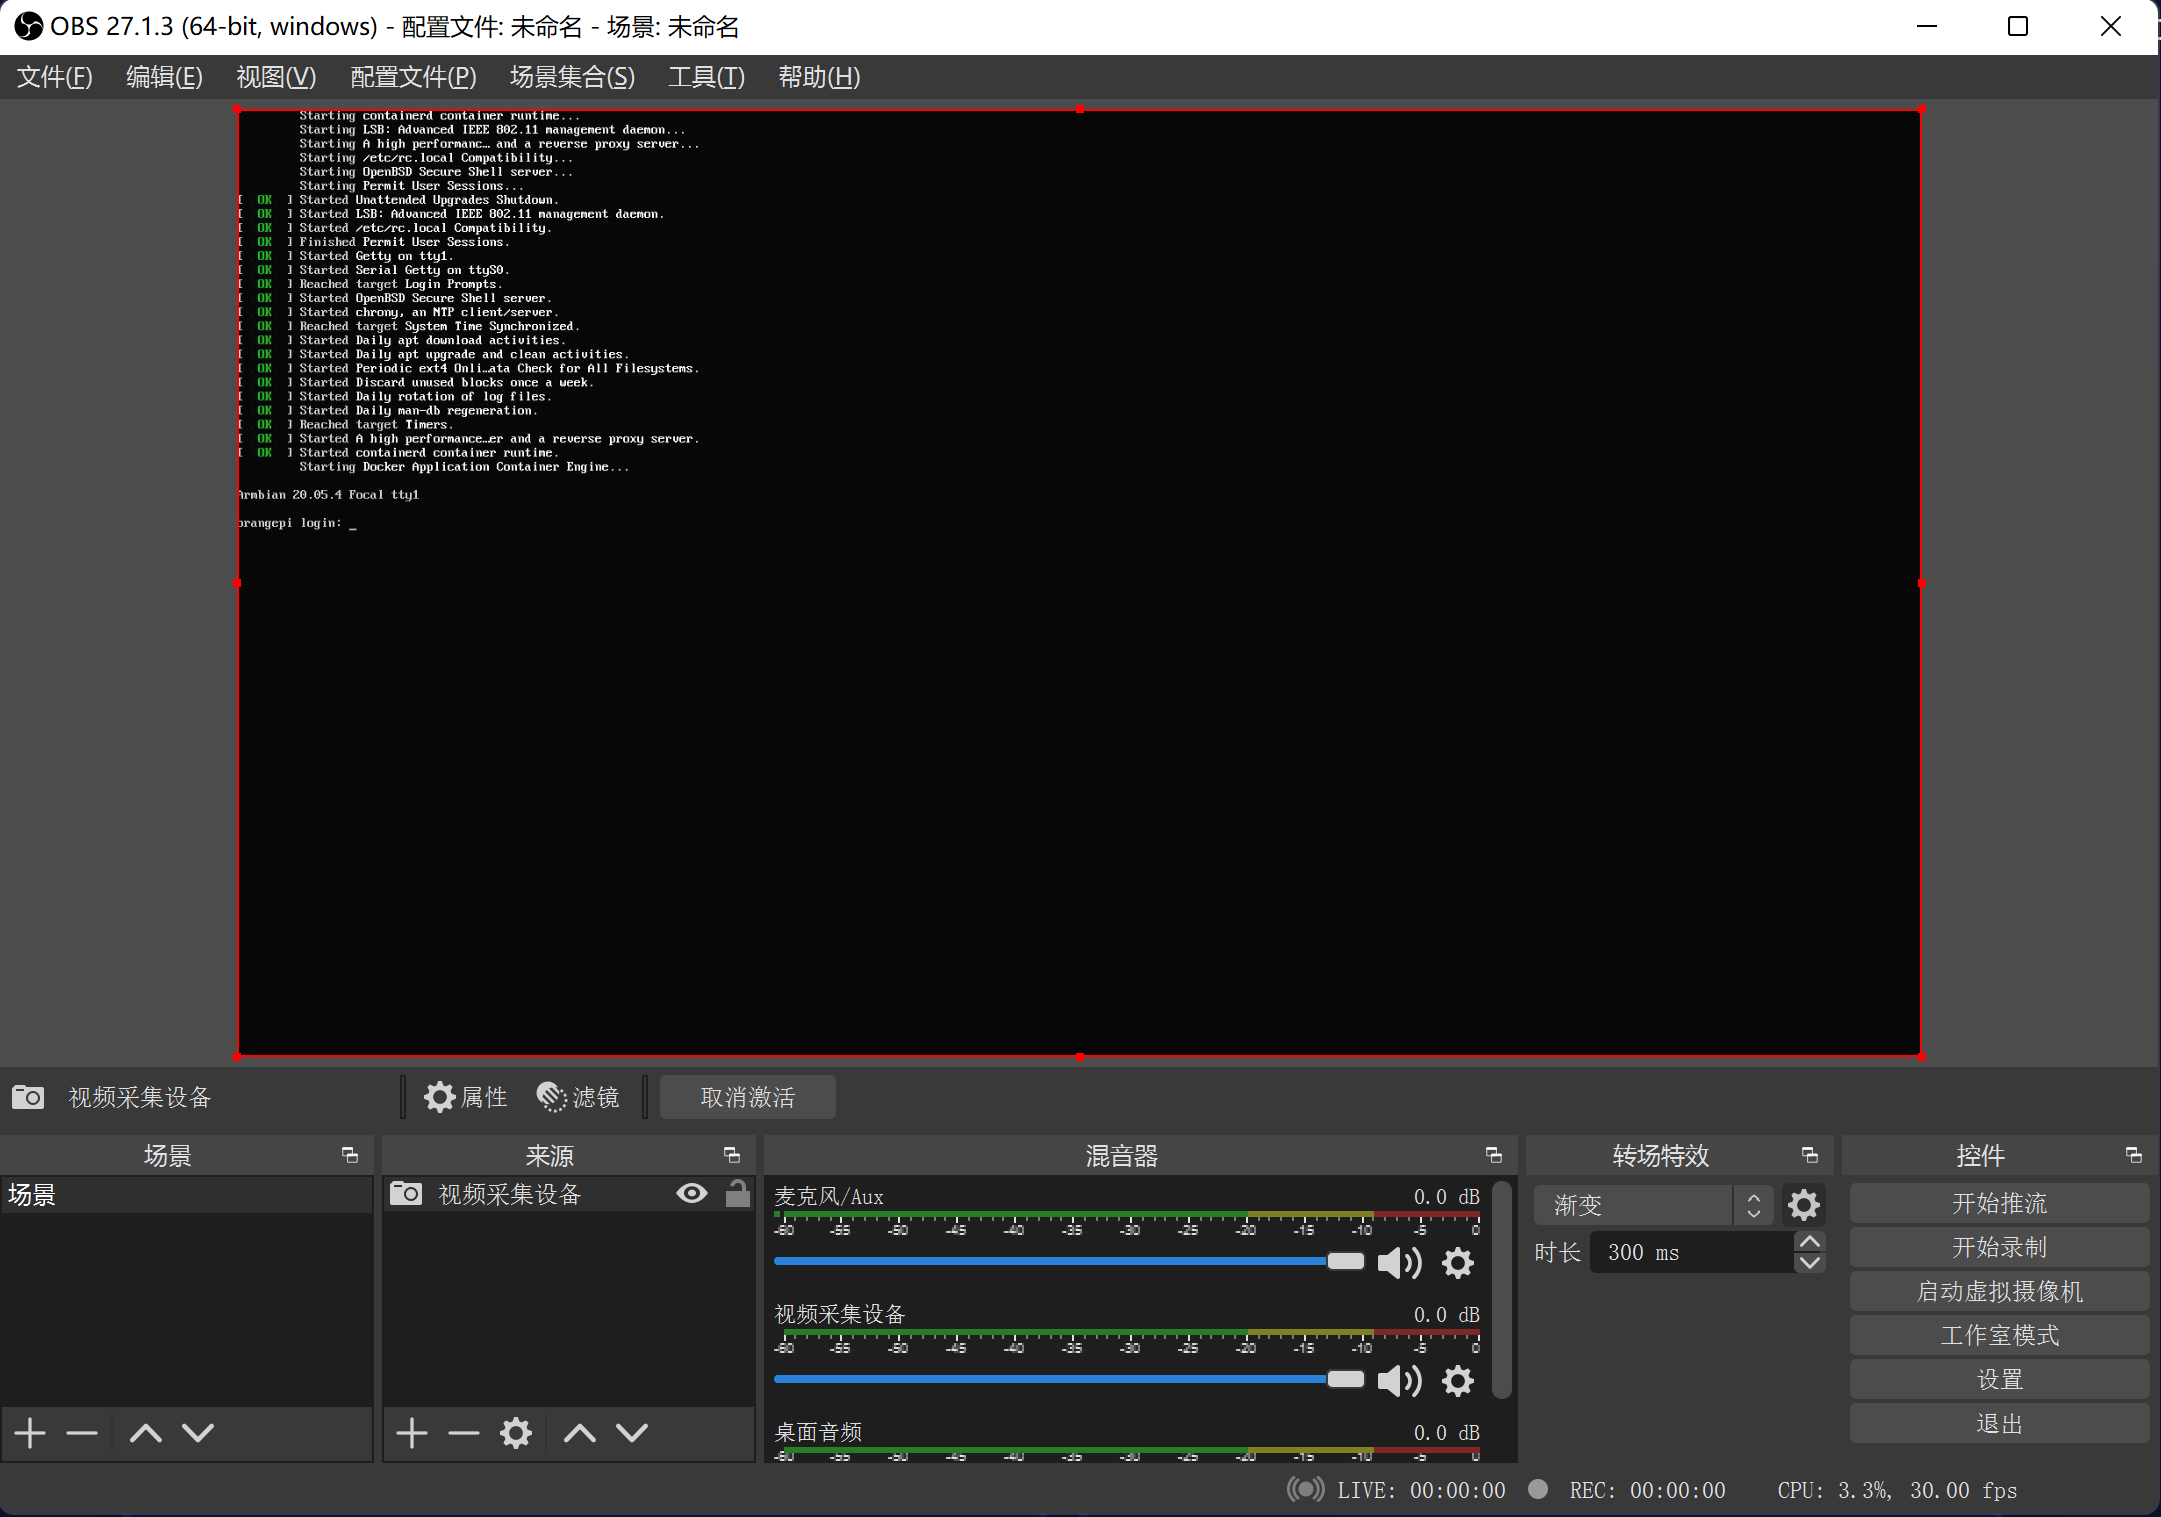 OBS 27.1.3 (64-bit, windows) - 配置文件: 未命名 - 场景: 未命名
文件(F) 编辑(E) 视图(V) 配置文件(P) 场景集合(S) 工具(T) 帮助(H)
Starting containerd container runtime...
Starting LSB: Advanced IEEE 802.11 management daemon...
Starting A high performanc… and a reverse proxy server...
Starting /etc/rc.local Compatibility...
Starting OpenBSD Secure Shell server...
Starting Permit User Sessions...
[ OK ] Started Unattended Upgrades Shutdown.
[ OK ] Started LSB: Advanced IEEE 802.11 management daemon.
[ OK ] Started /etc/rc.local Compatibility.
[ OK ] Finished Permit User Sessions.
[ OK ] Started Getty on tty1.
[ OK ] Started Serial Getty on ttyS0.
[ OK ] Reached target Login Prompts.
[ OK ] Started OpenBSD Secure Shell server.
[ OK ] Started chrony, an NTP client/server.
[ OK ] Reached target System Time Synchronized.
[ OK ] Started Daily apt download activities.
[ OK ] Started Daily apt upgrade and clean activities.
[ OK ] Started Periodic ext4 Onli…ata Check for All Filesystems.
[ OK ] Started Discard unused blocks once a week.
[ OK ] Started Daily rotation of log files.
[ OK ] Started Daily man-db regeneration.
[ OK ] Reached target Timers.
[ OK ] Started A high performance…er and a reverse proxy server.
[ OK ] Started containerd container runtime.
Starting Docker Application Container Engine...
Armbian 20.05.4 Focal tty1
orangepi login: _
视频采集设备 属性 滤镜 取消激活
场景
场景
来源
视频采集设备
混音器
麦克风/Aux 0.0 dB
-60 -55 -50 -45 -40 -35 -30 -25 -20 -15 -10 -5 0
视频采集设备 0.0 dB
-60 -55 -50 -45 -40 -35 -30 -25 -20 -15 -10 -5 0
桌面音频 0.0 dB
-60 -55 -50 -45 -40 -35 -30 -25 -20 -15 -10 -5 0
转场特效
渐变
时长 300 ms
控件
开始推流
开始录制
启动虚拟摄像机
工作室模式
设置
退出
LIVE: 00:00:00 REC: 00:00:00 CPU: 3.3%, 30.00 fps